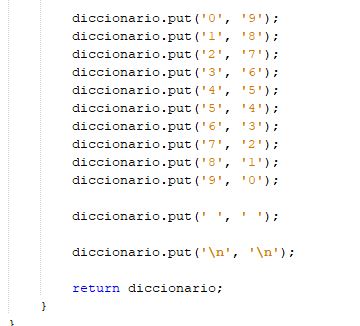 diccionario.put('0', '9');
diccionario.put('1', '8');
diccionario.put('2', '7');
diccionario.put('3', '6');
diccionario.put('4', '5');
diccionario.put('5', '4');
diccionario.put('6', '3');
diccionario.put('7', '2');
diccionario.put('8', '1');
diccionario.put('9', '0');
diccionario.put(' ', ' ');
diccionario.put('\n', '\n');
return diccionario;
}
}